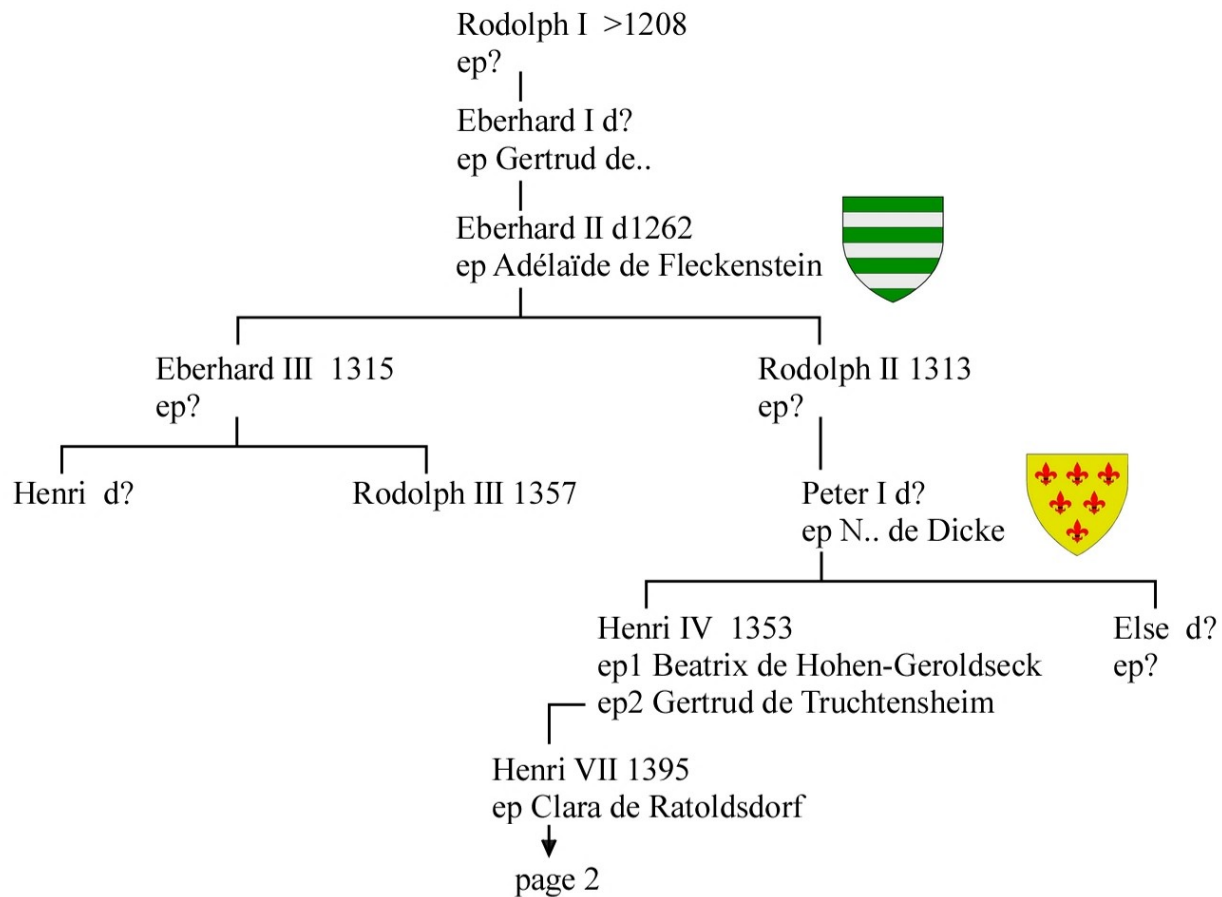 Rodolph I >1208
ep?
Eberhard I d?
ep Gertrud de..
Eberhard II d1262
ep Adélaïde de Fleckenstein
Eberhard III 1315
ep?
Rodolph II 1313
ep?
Henri d?
Rodolph III 1357
Peter I d?
ep N.. de Dicke
Henri IV 1353
ep1 Beatrix de Hohen-Geroldseck
ep2 Gertrud de Truchtensheim
Else d?
ep?
Henri VII 1395
ep Clara de Ratoldsdorf
page 2